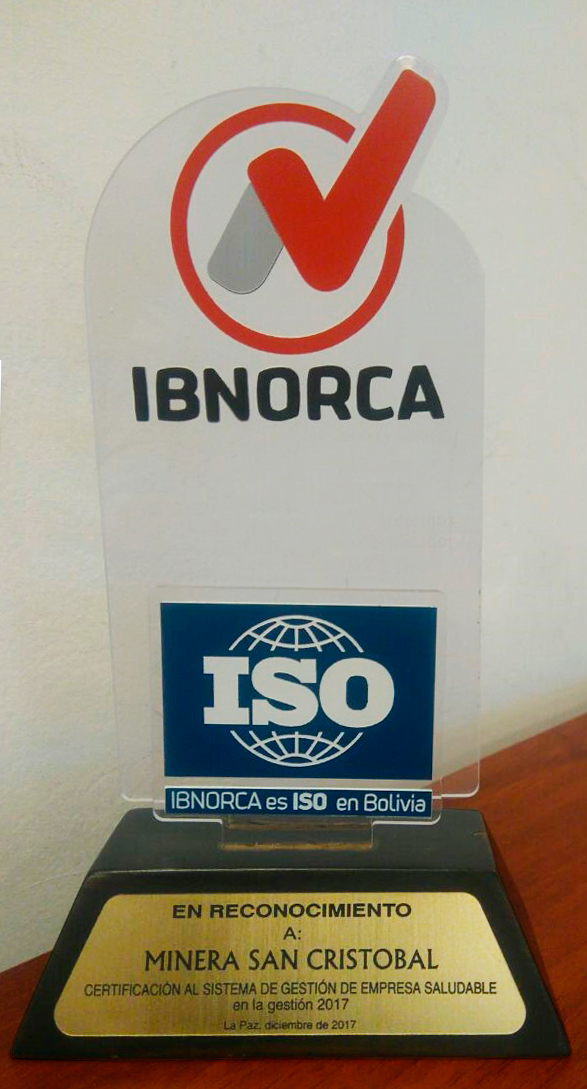 IBNORCA
ISO
IBNORCA es ISO en Bolivia
EN RECONOCIMIENTO
A:
MINERA SAN CRISTOBAL
CERTIFICACIÓN AL SISTEMA DE GESTIÓN DE EMPRESA SALUDABLE
en la gestión 2017
La Paz, diciembre de 2017